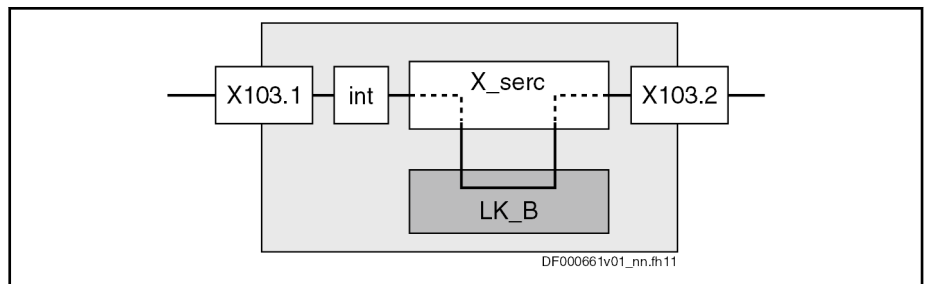 X103.1
int
X_serc
X103.2
LK_B
DF000661v01_nn.fh11